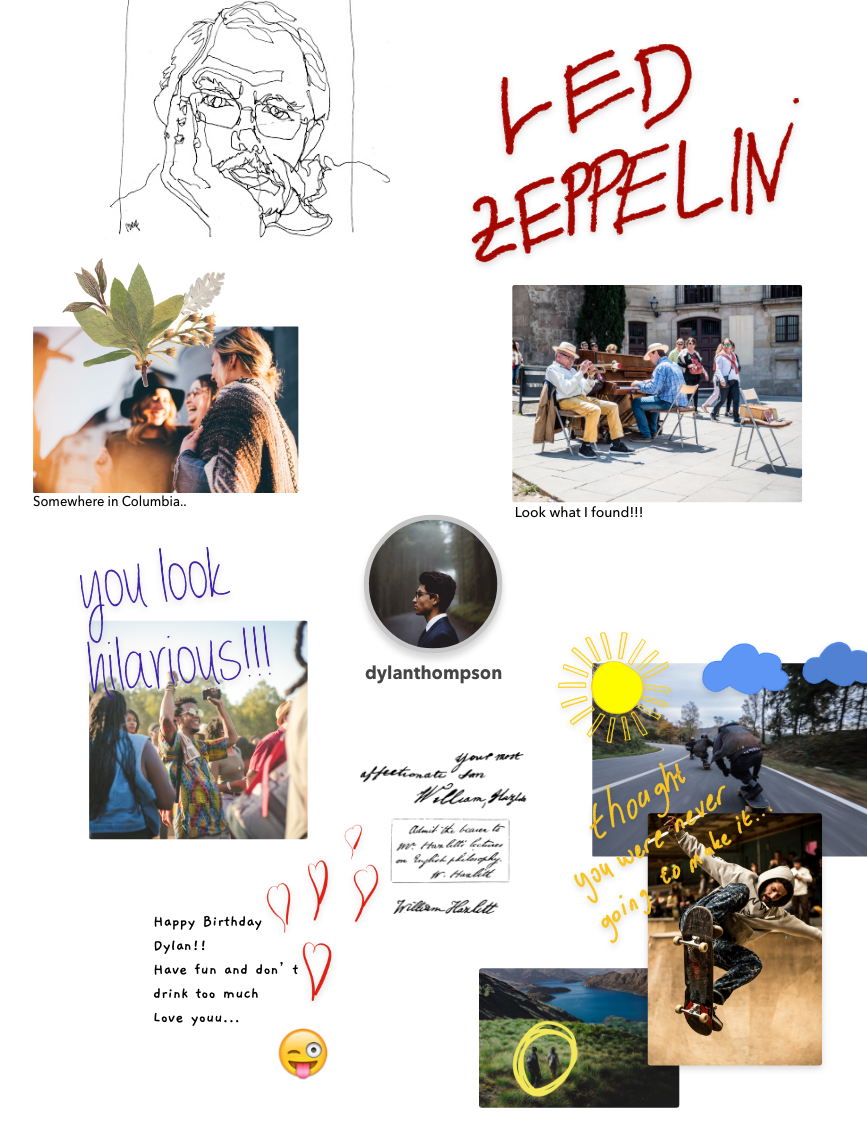 LED
ZEPPELIN
Somewhere in Columbia..
Look what I found!!!
you look
hilarious!!!
dylanthompson
thought
you were never
going to make it...
your most
affectionate Son
William, Hazlitt
Admit the bearer to
Mr. Hazlitt's lectures
on English philosophy.
W. Hazlitt
William Hazlitt
Happy Birthday
Dylan!!
Have fun and don't
drink too much
Love youu...